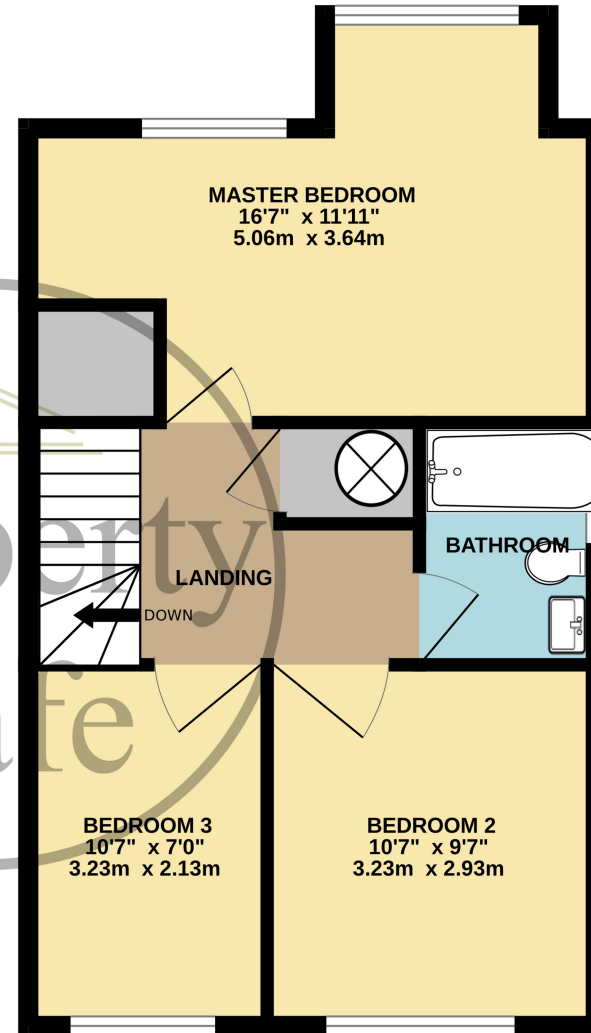 MASTER BEDROOM
16'7" x 11'11"
5.06m x 3.64m
LANDING
BATHROOM
DOWN
BEDROOM 3
10'7" x 7'0"
3.23m x 2.13m
BEDROOM 2
10'7" x 9'7"
3.23m x 2.93m